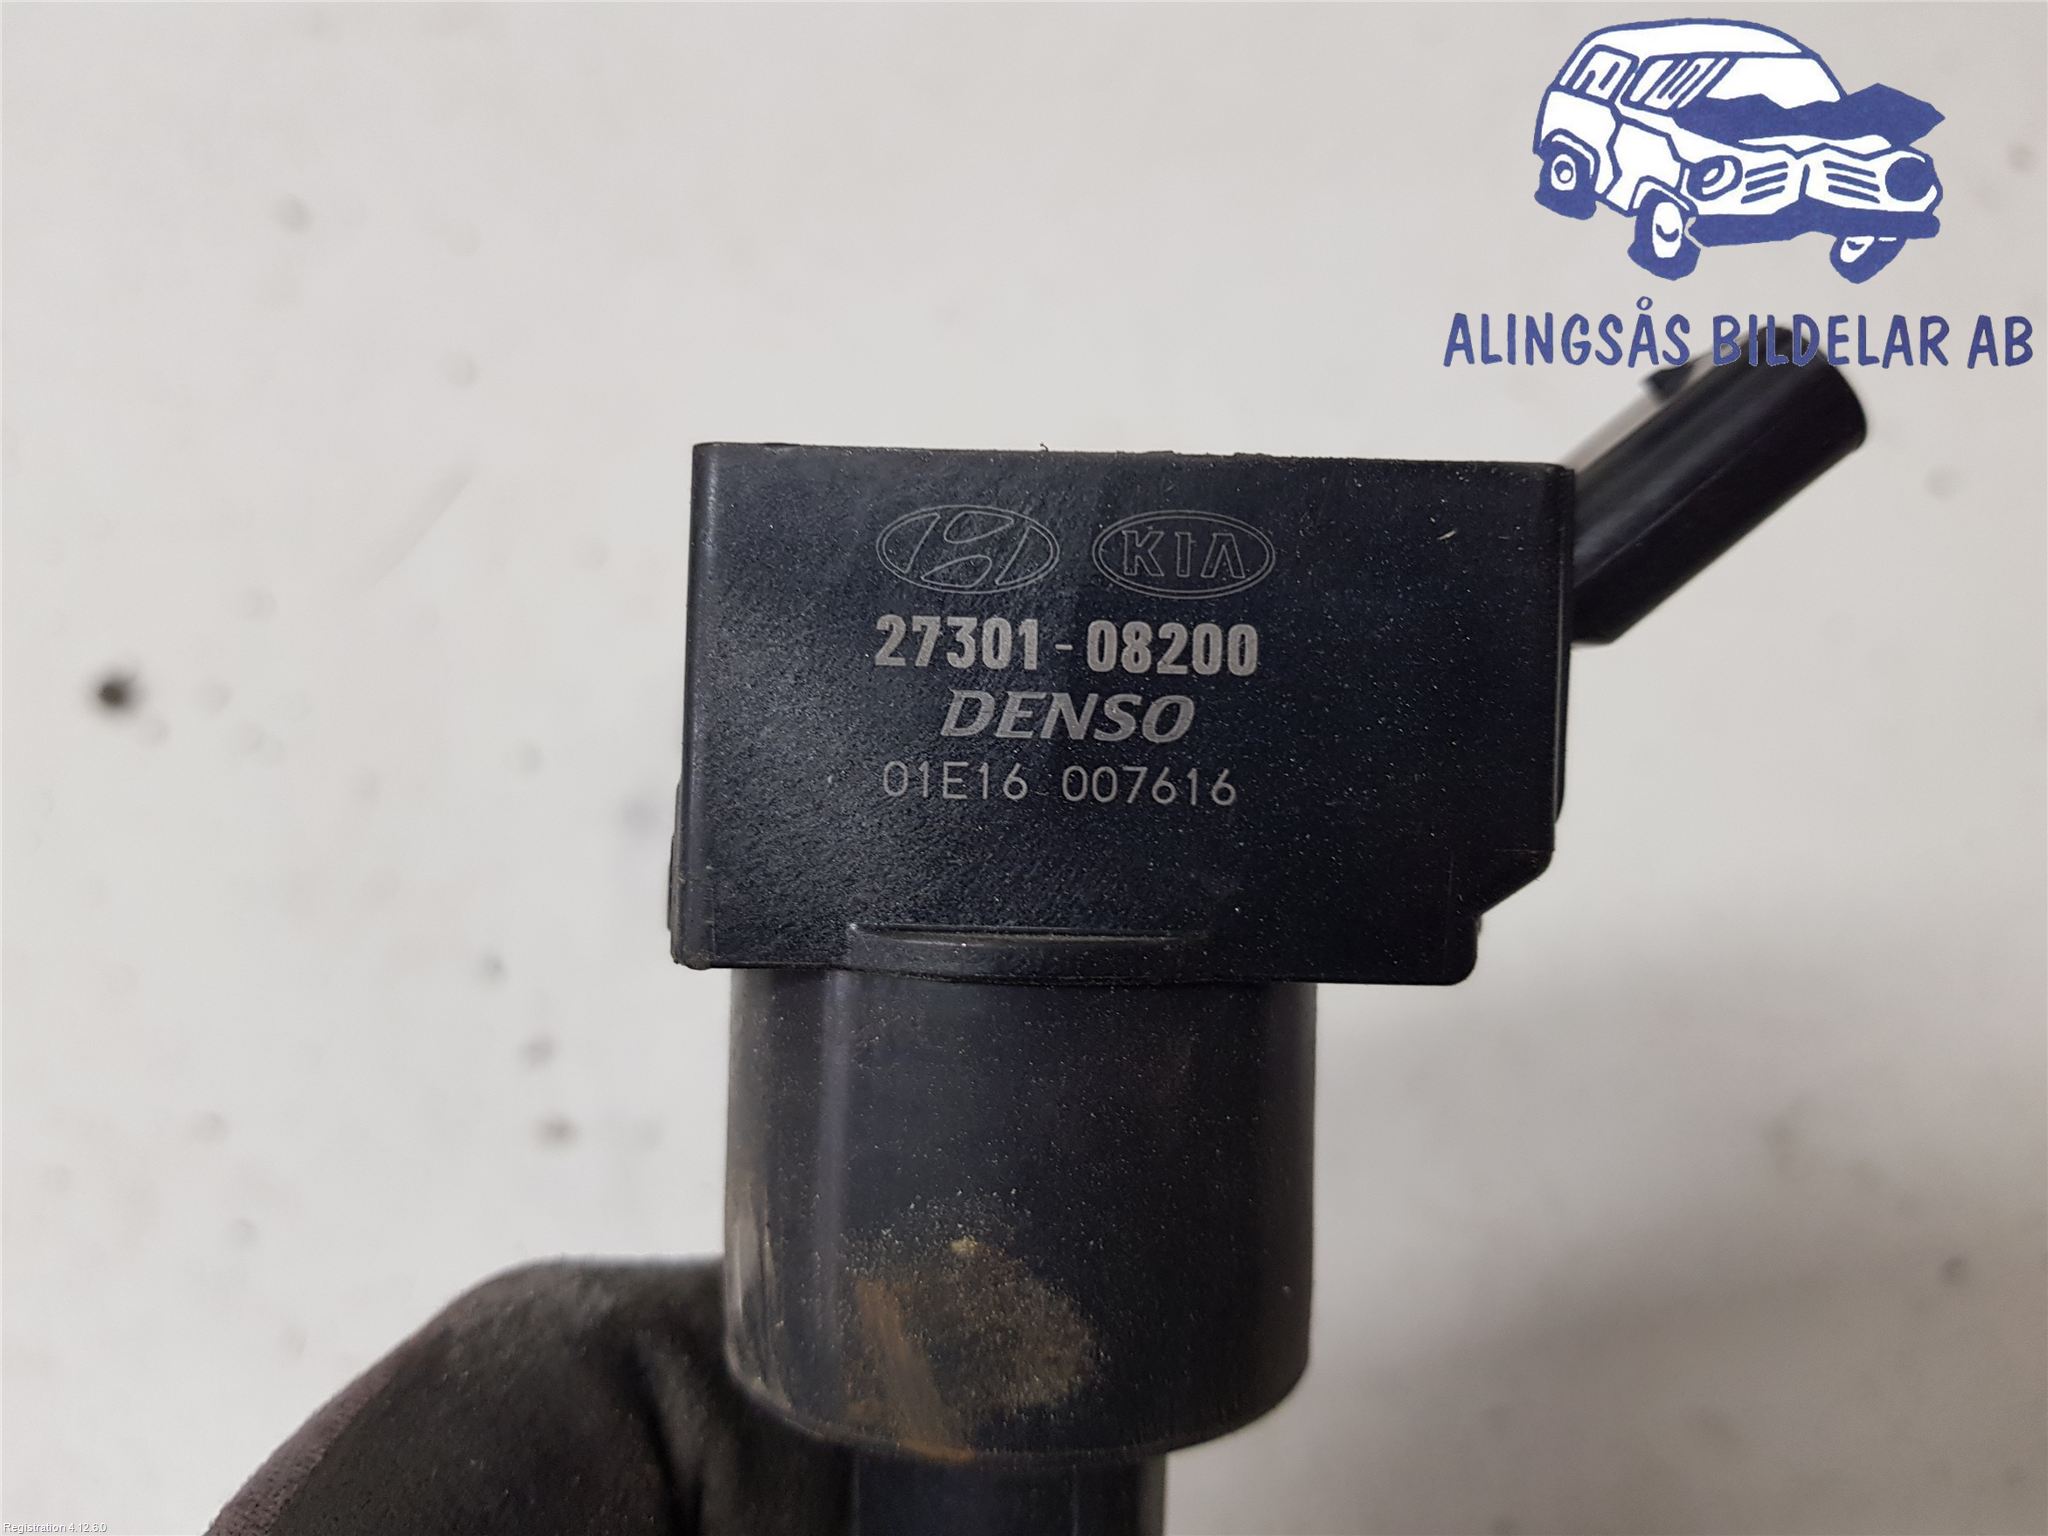 ALINGSÅS BILDELAR AB
KIA
27301-08200
DENSO
01E16 007616
Registration 4.12.6.0